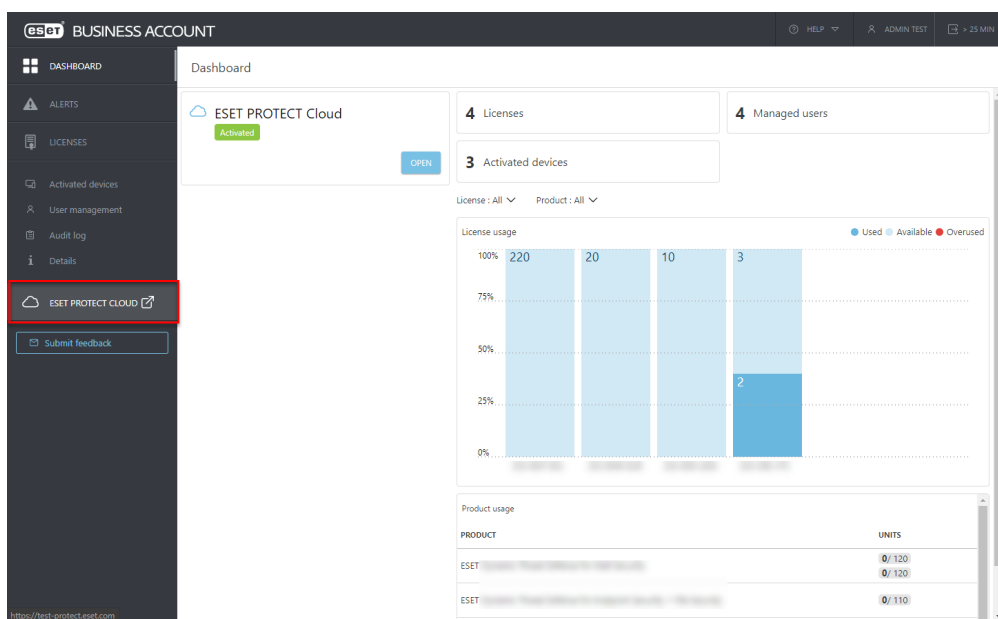 eset BUSINESS ACCOUNT
HELP
ADMIN TEST
> 25 MIN
DASHBOARD
ALERTS
LICENSES
Activated devices
User management
Audit log
Details
ESET PROTECT CLOUD
Submit feedback
https://test-protect.eset.com
Dashboard
ESET PROTECT Cloud
Activated
OPEN
4 Licenses
4 Managed users
3 Activated devices
License : All
Product : All
License usage
Used Available Overused
100% 220 20 10 3
75%
50%
2
25%
0%
Product usage
PRODUCT UNITS
ESET 0/ 120
0/ 120
ESET 0/ 110